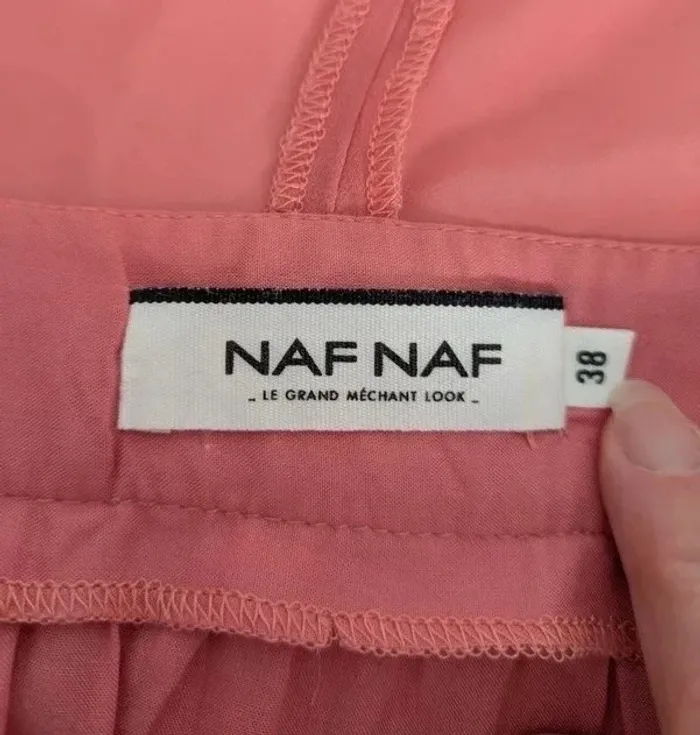 NAF NAF
_ LE GRAND MÉCHANT LOOK _
38